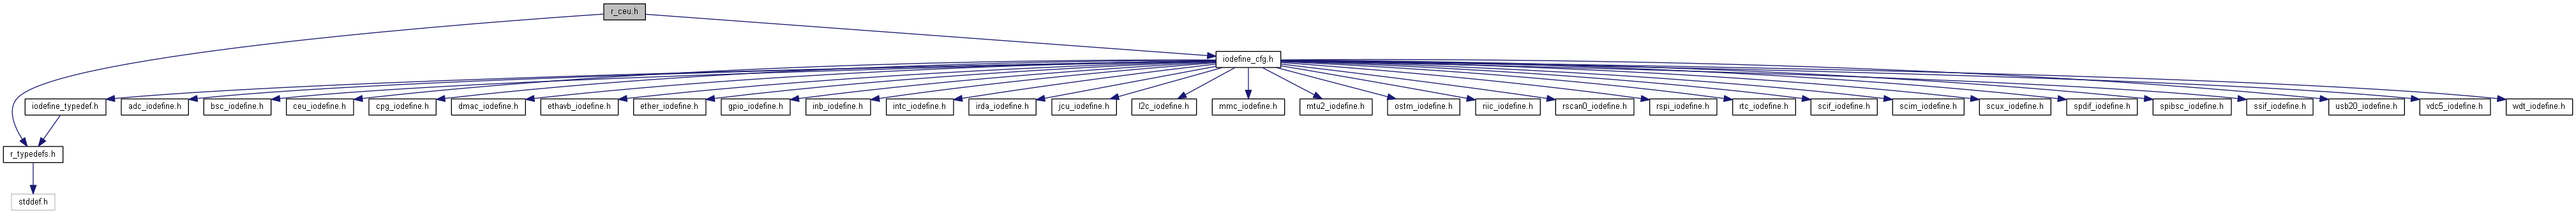 r_ceu.h
iodefine_cfg.h
iodefine_typedef.h
adc_iodefine.h
bsc_iodefine.h
ceu_iodefine.h
cpg_iodefine.h
dmac_iodefine.h
ethavb_iodefine.h
ether_iodefine.h
gpio_iodefine.h
inb_iodefine.h
intc_iodefine.h
irda_iodefine.h
jcu_iodefine.h
l2c_iodefine.h
mmc_iodefine.h
mtu2_iodefine.h
ostm_iodefine.h
riic_iodefine.h
rscan0_iodefine.h
rspi_iodefine.h
rtc_iodefine.h
scif_iodefine.h
scim_iodefine.h
scux_iodefine.h
spdif_iodefine.h
spibsc_iodefine.h
ssif_iodefine.h
usb20_iodefine.h
vdc5_iodefine.h
wdt_iodefine.h
r_typedefs.h
stddef.h